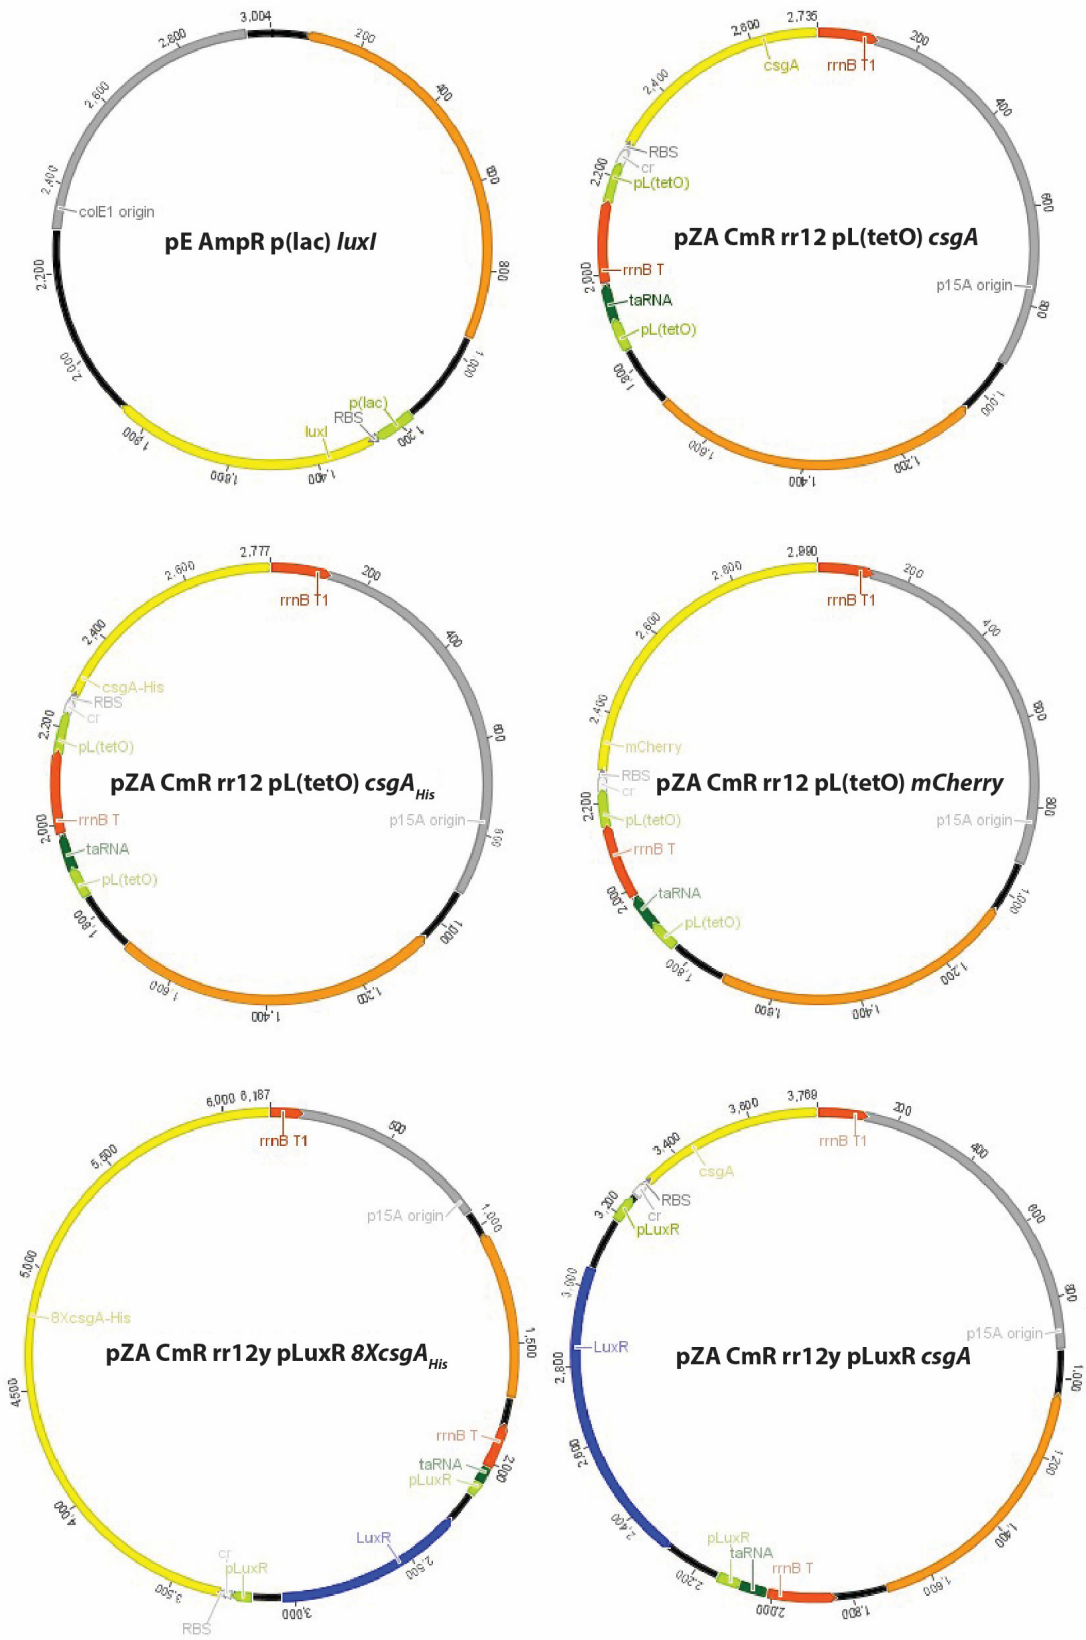 3,004
200
400
600
800
1,000
1,200
1,400
1,600
1,800
2,000
2,200
2,400
2,600
2,800
colE1 origin
p(lac)
RBS
luxI
pE AmpR p(lac) luxI
2,735
200
400
600
800
1,000
1,200
1,400
1,600
1,800
2,000
2,200
2,400
2,600
csgA
rrnB T1
RBS
cr
pL(tetO)
rrnB T
taRNA
pL(tetO)
p15A origin
pZA CmR rr12 pL(tetO) csgA
2,777
200
400
600
800
1,000
1,200
1,400
1,600
1,800
2,000
2,200
2,400
2,600
rrnB T1
csgA-His
RBS
cr
pL(tetO)
rrnB T
taRNA
pL(tetO)
p15A origin
pZA CmR rr12 pL(tetO) csgAHis
2,990
200
400
600
800
1,000
1,200
1,400
1,600
1,800
2,000
2,200
2,400
2,600
2,800
rrnB T1
mCherry
RBS
cr
pL(tetO)
rrnB T
taRNA
pL(tetO)
p15A origin
pZA CmR rr12 pL(tetO) mCherry
6,187
500
1,000
1,500
2,000
2,500
3,000
3,500
4,000
4,500
5,000
5,500
6,000
rrnB T1
p15A origin
8XcsgA-His
rrnB T
taRNA
pLuxR
LuxR
cr
pLuxR
RBS
pZA CmR rr12y pLuxR 8XcsgAHis
3,769
200
400
600
800
1,000
1,200
1,400
1,600
1,800
2,000
2,200
2,400
2,600
2,800
3,000
3,200
3,400
3,600
rrnB T1
csgA
RBS
cr
pLuxR
p15A origin
LuxR
pLuxR
taRNA
rrnB T
pZA CmR rr12y pLuxR csgA